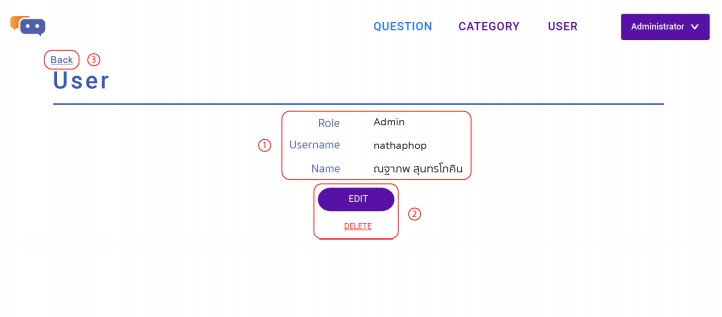 QUESTION CATEGORY USER Administrator
Back ③
User
Role Admin
① Username nathaphop
Name ณฐาภพ สุนทรโกคิน
EDIT
②
DELETE